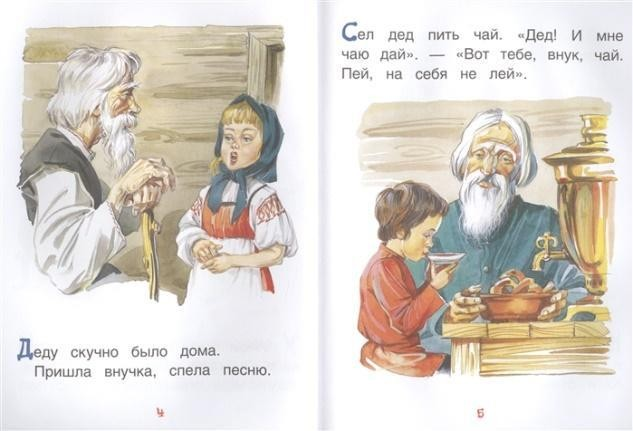 Деду скучно было дома.
Пришла внучка, спела песню.
4
Сел дед пить чай. «Дед! И мне
чаю дай». — «Вот тебе, внук, чай.
Пей, на себя не лей».
5